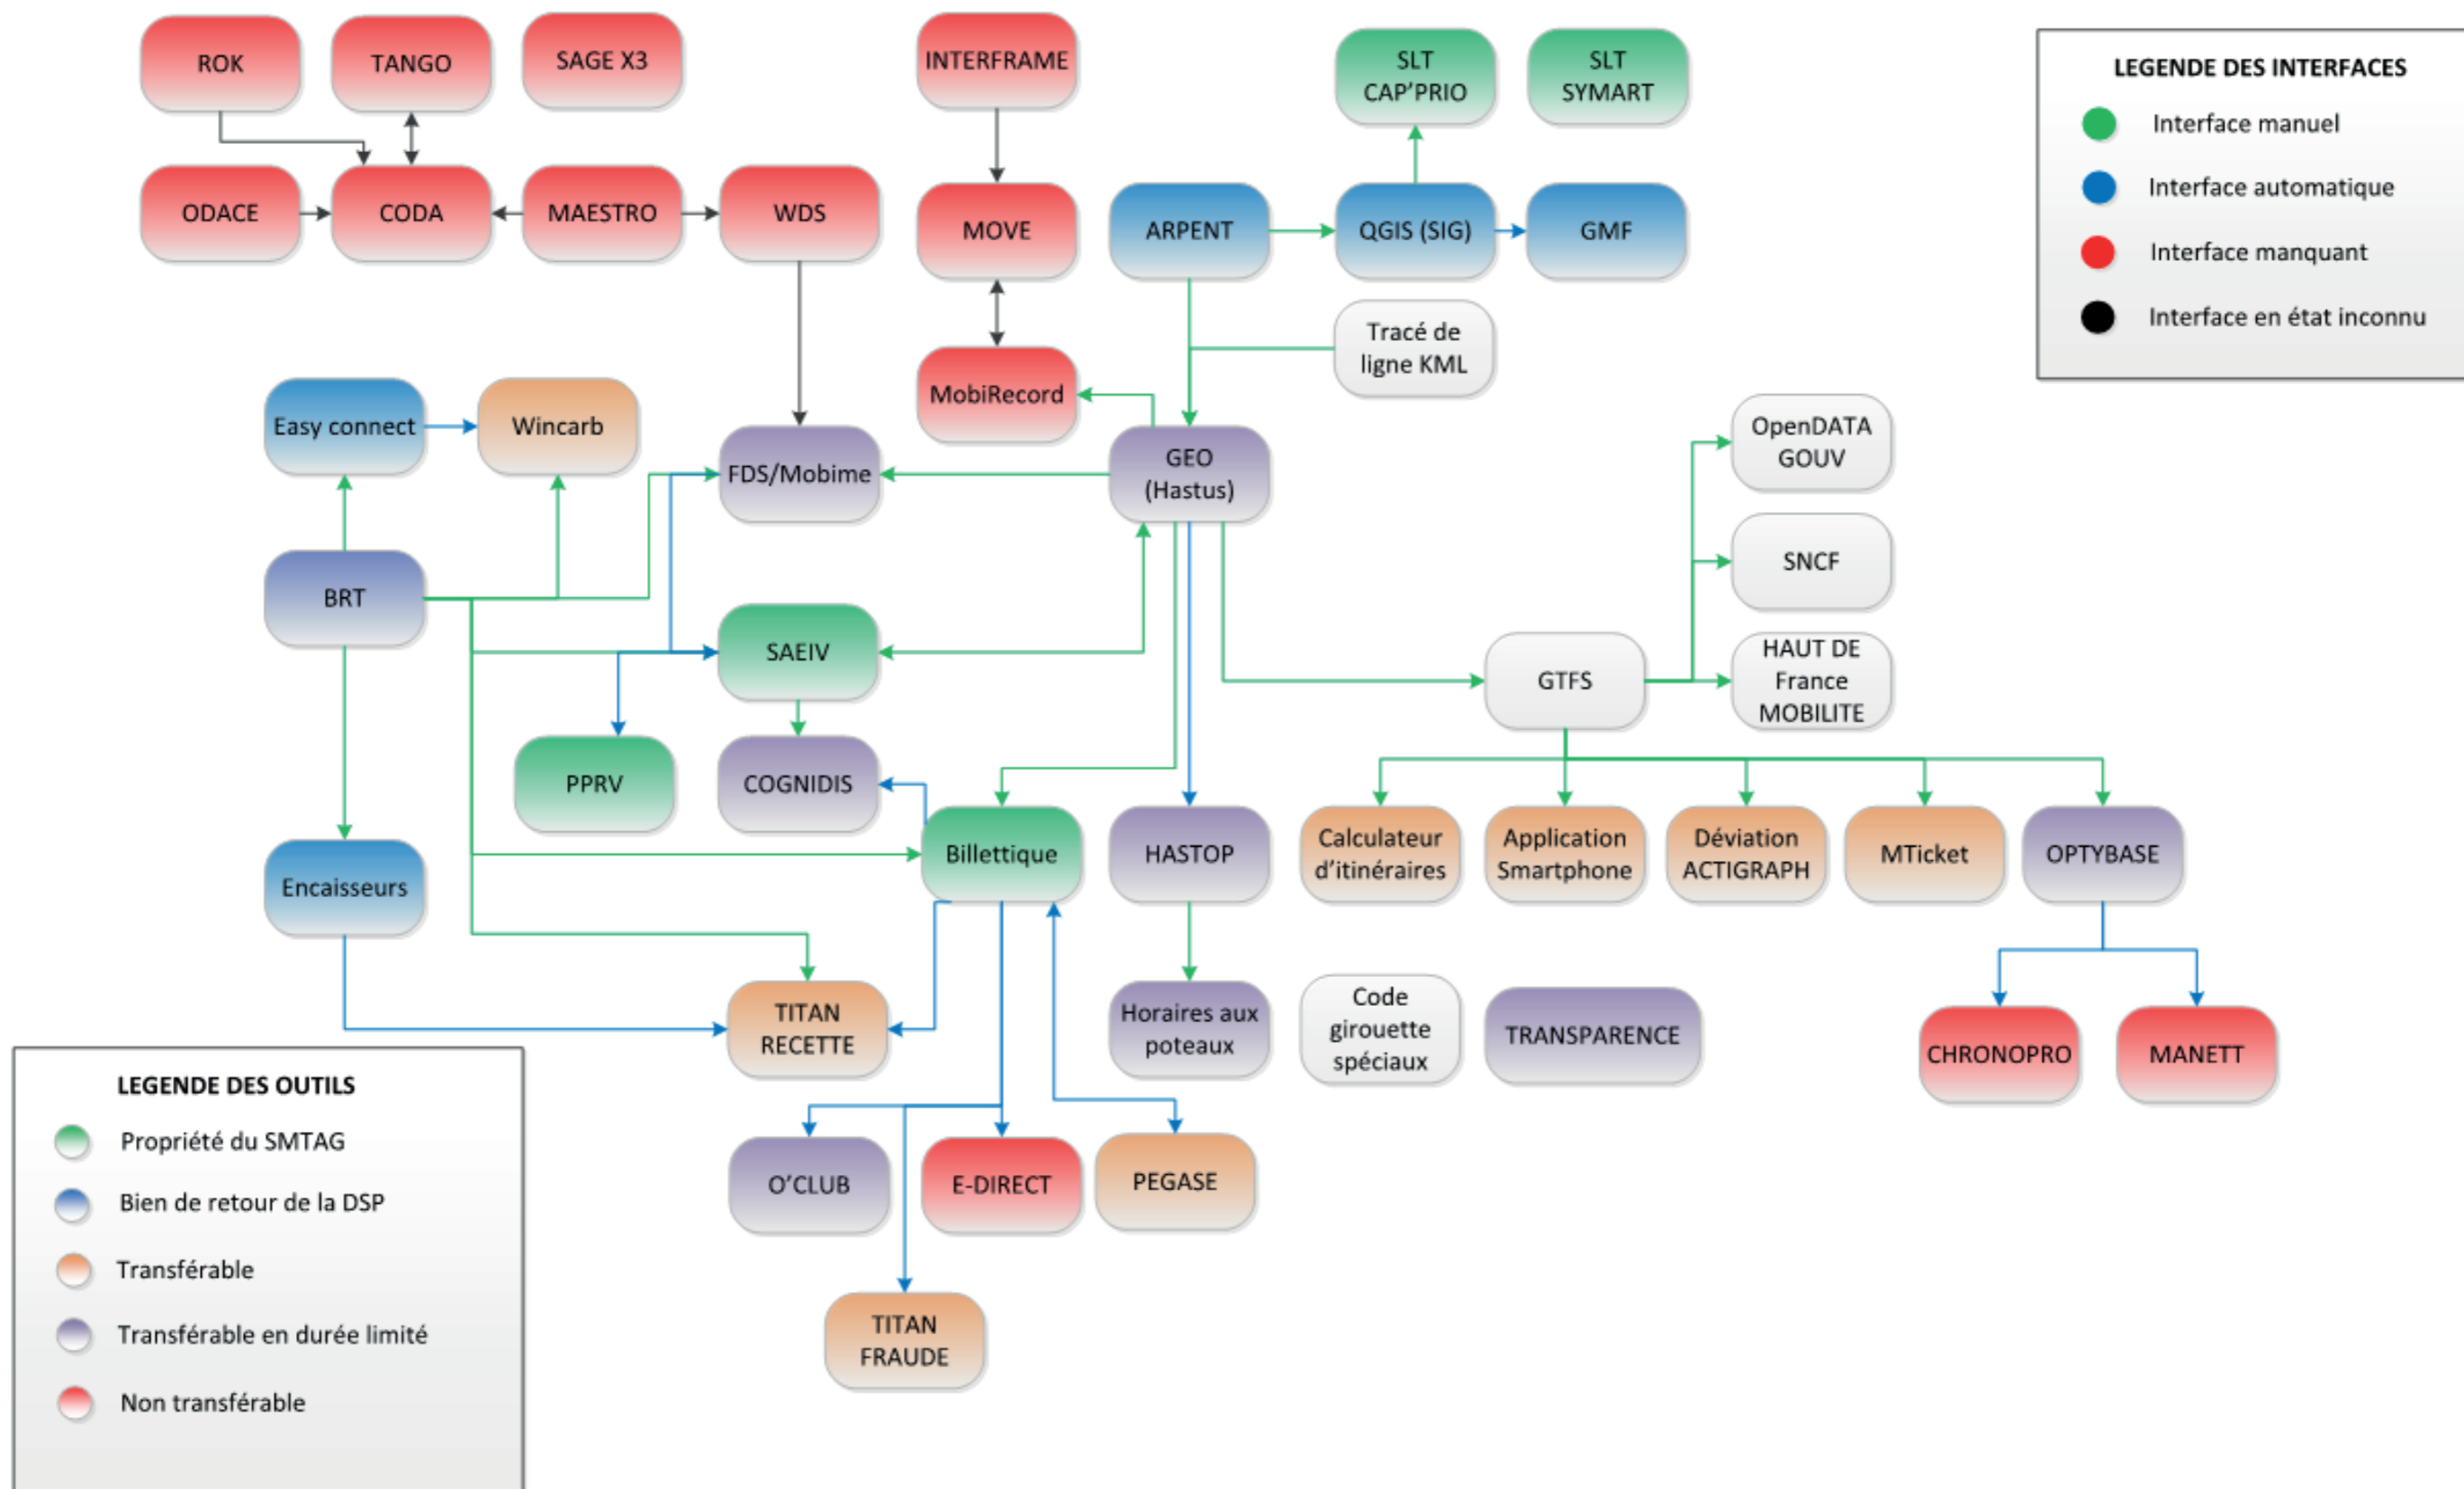 ROK
TANGO
SAGE X3
INTERFRAME
SLT
CAP'PRIO
SLT
SYMART
LEGENDE DES INTERFACES
Interface manuel
Interface automatique
Interface manquant
Interface en état inconnu
ODACE
CODA
MAESTRO
WDS
MOVE
ARPENT
QGIS (SIG)
GMF
Tracé de
ligne KML
MobiRecord
Easy connect
Wincarb
FDS/Mobime
GEO
(Hastus)
OpenDATA
GOUV
SNCF
HAUT DE
France
MOBILITE
BRT
SAEIV
GTFS
PPRV
COGNIDIS
Billettique
HASTOP
Calculateur
d'itinéraires
Application
Smartphone
Déviation
ACTIGRAPH
MTicket
OPTYBASE
Encaisseurs
TITAN
RECETTE
Horaires aux
poteaux
Code
girouette
spéciaux
TRANSPARENCE
CHRONOPRO
MANETT
O'CLUB
E-DIRECT
PEGASE
TITAN
FRAUDE
LEGENDE DES OUTILS
Propriété du SMTAG
Bien de retour de la DSP
Transférable
Transférable en durée limité
Non transférable